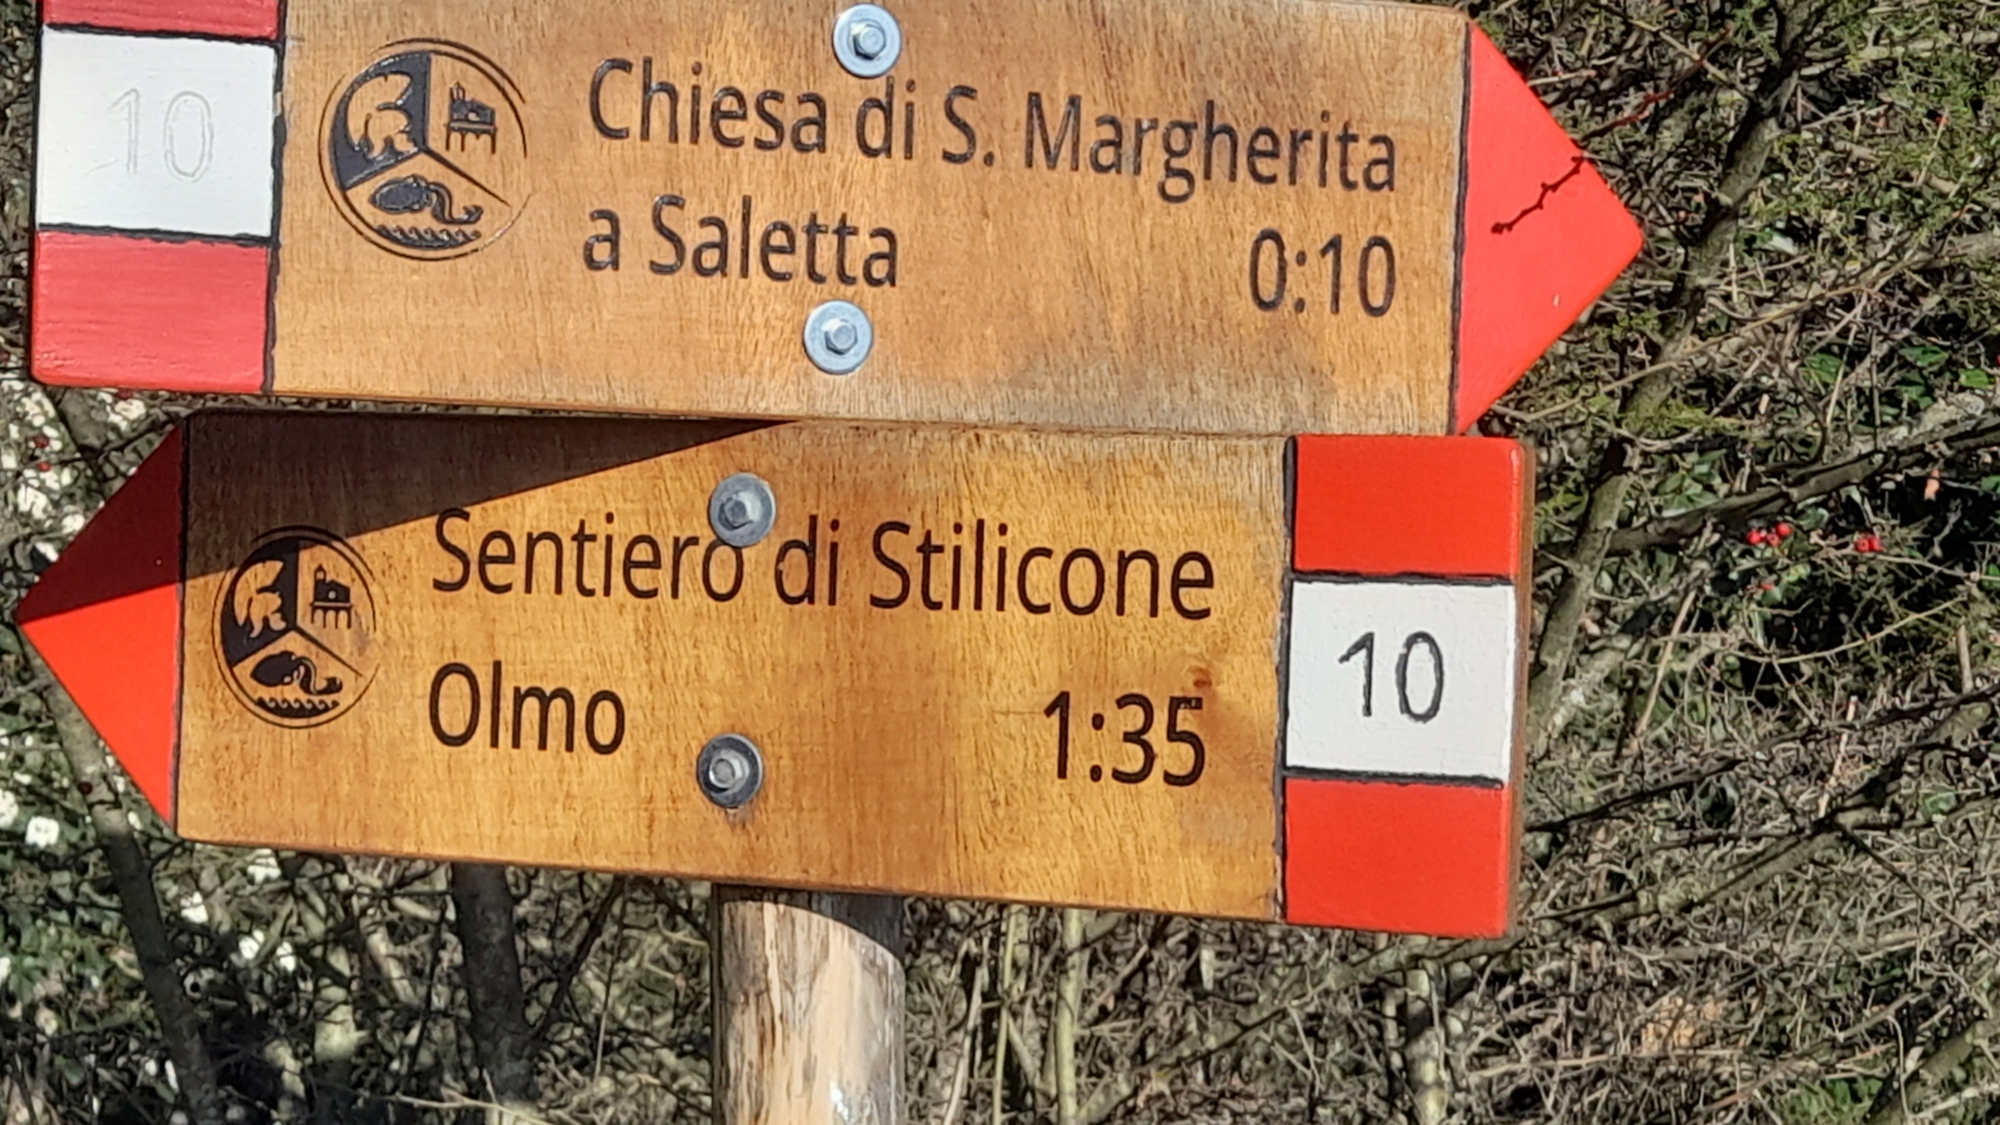 10
Chiesa di S. Margherita
a Saletta 0:10
Sentiero di Stilicone
Olmo 1:35
10